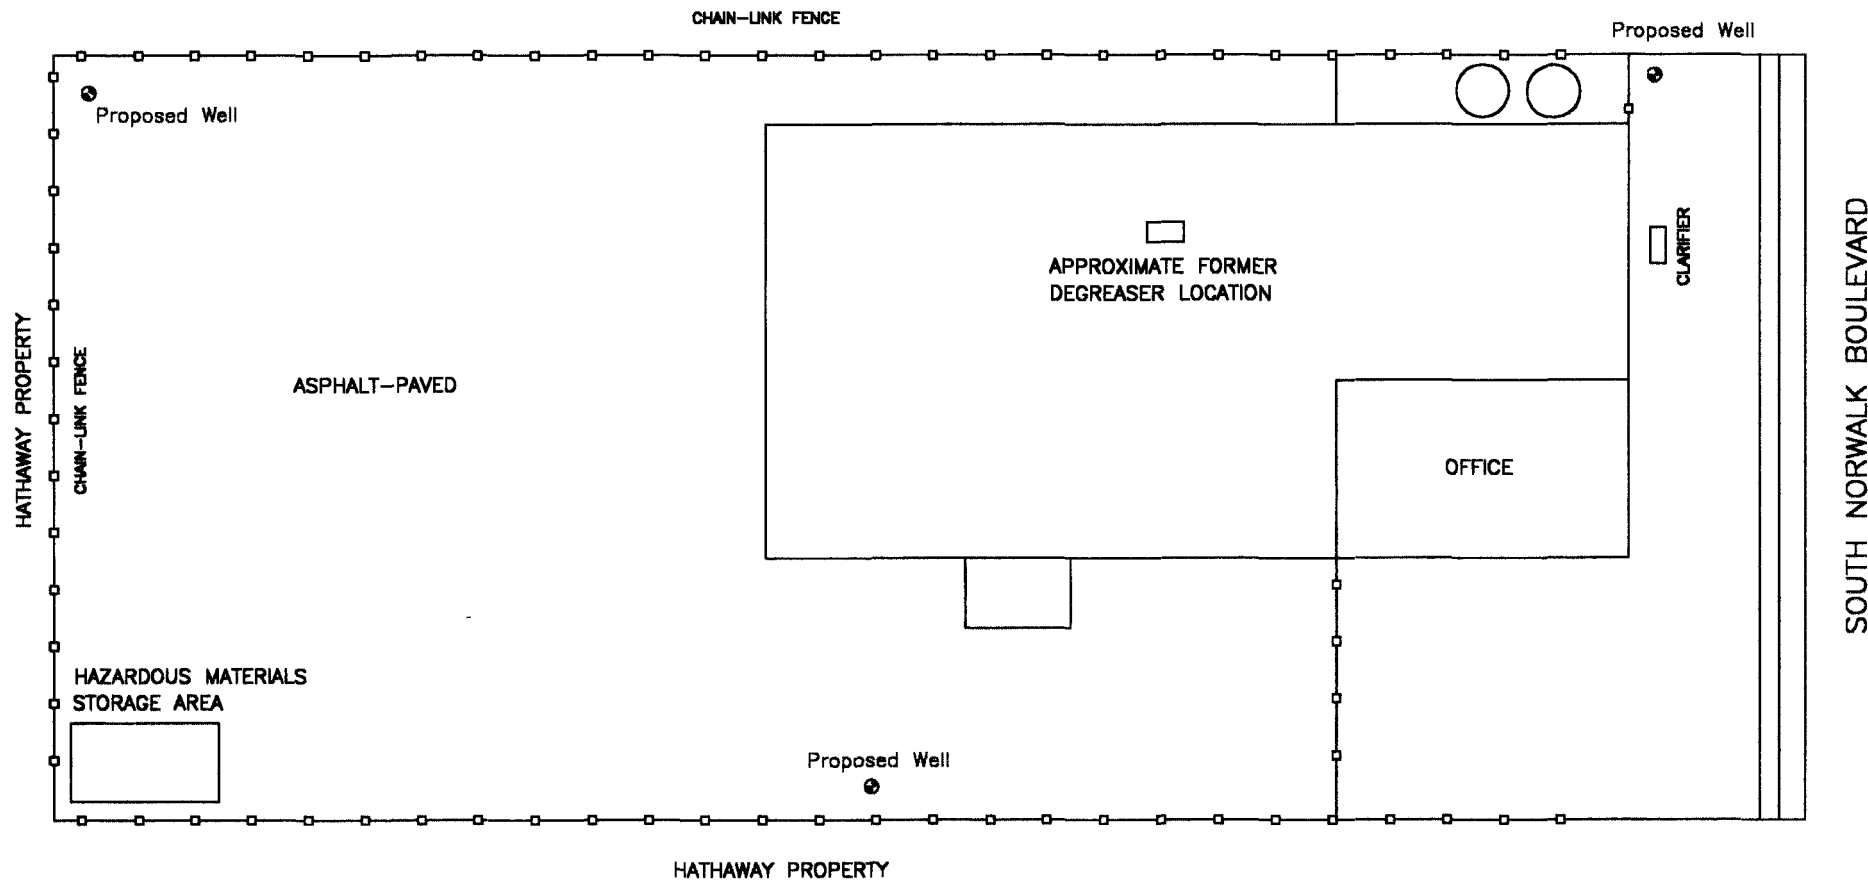 CHAIN-LINK FENCE
Proposed Well
Proposed Well
CLARIFIER
APPROXIMATE FORMER
DEGREASER LOCATION
SOUTH NORWALK BOULEVARD
HATHAWAY PROPERTY
CHAIN-LINK FENCE
ASPHALT-PAVED
OFFICE
HAZARDOUS MATERIALS
STORAGE AREA
Proposed Well
HATHAWAY PROPERTY